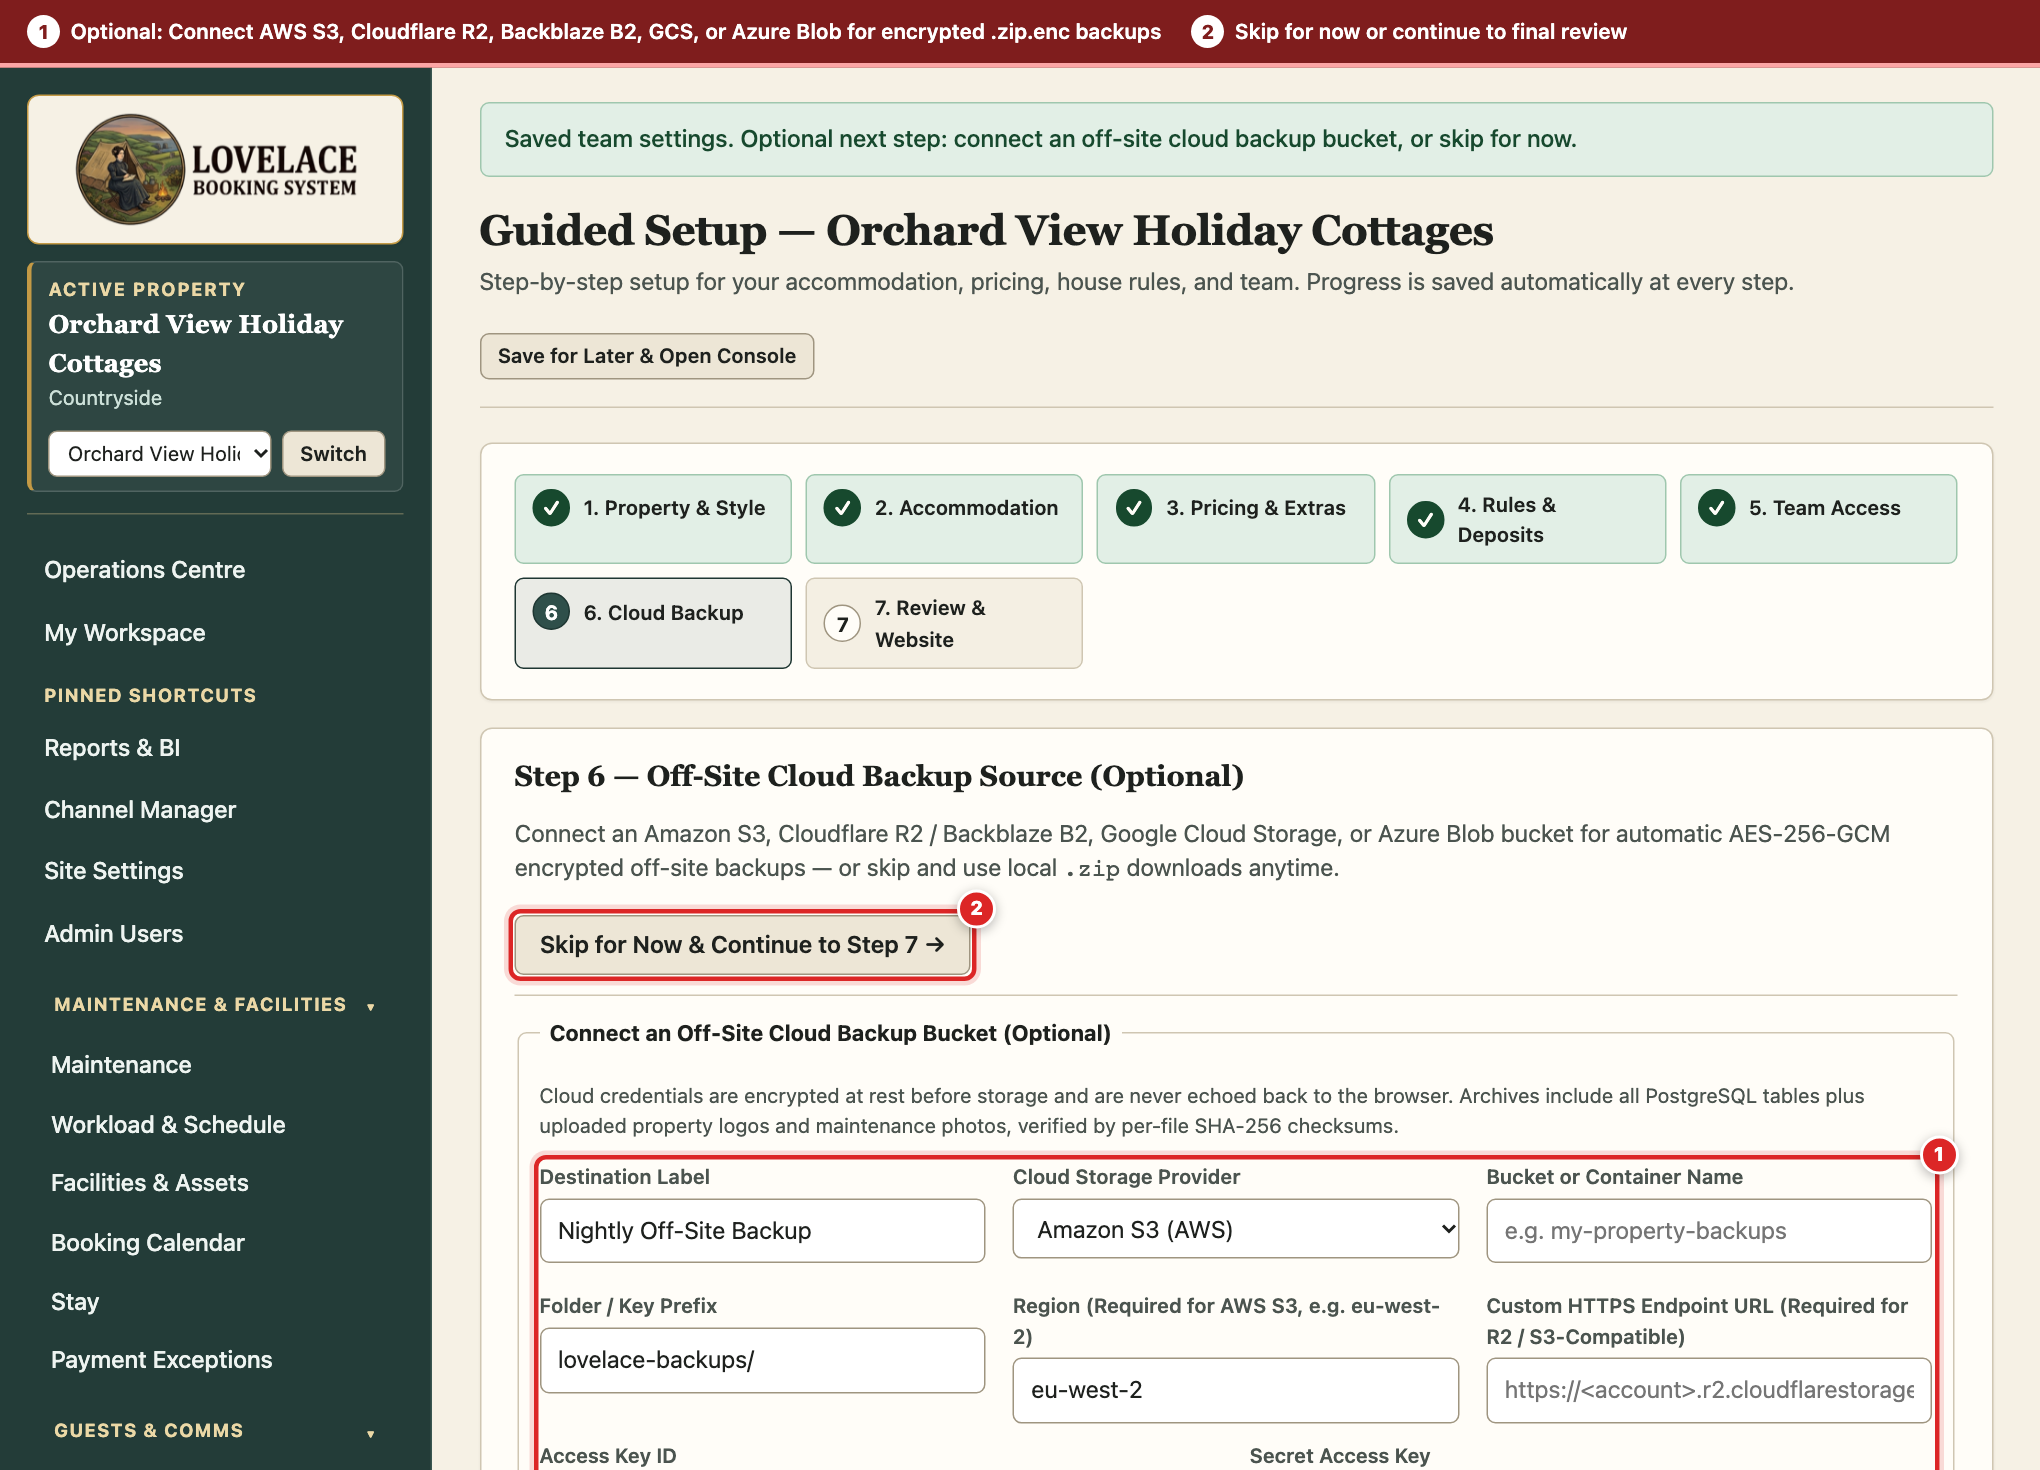 1 Optional: Connect AWS S3, Cloudflare R2, Backblaze B2, GCS, or Azure Blob for encrypted .zip.enc backups 2 Skip for now or continue to final review
LOVELACE
BOOKING SYSTEM
ACTIVE PROPERTY
Orchard View Holiday
Cottages
Countryside
Switch
Operations Centre
My Workspace
PINNED SHORTCUTS
Reports & BI
Channel Manager
Site Settings
Admin Users
MAINTENANCE & FACILITIES
Maintenance
Workload & Schedule
Facilities & Assets
Booking Calendar
Stay
Payment Exceptions
GUESTS & COMMS
Saved team settings. Optional next step: connect an off-site cloud backup bucket, or skip for now.
Guided Setup — Orchard View Holiday Cottages
Step-by-step setup for your accommodation, pricing, house rules, and team. Progress is saved automatically at every step.
Save for Later & Open Console
1. Property & Style
2. Accommodation
3. Pricing & Extras
4. Rules &
Deposits
5. Team Access
6 6. Cloud Backup
7 7. Review &
Website
Step 6 — Off-Site Cloud Backup Source (Optional)
Connect an Amazon S3, Cloudflare R2 / Backblaze B2, Google Cloud Storage, or Azure Blob bucket for automatic AES-256-GCM
encrypted off-site backups — or skip and use local .zip downloads anytime.
2
Skip for Now & Continue to Step 7 →
Connect an Off-Site Cloud Backup Bucket (Optional)
Cloud credentials are encrypted at rest before storage and are never echoed back to the browser. Archives include all PostgreSQL tables plus
uploaded property logos and maintenance photos, verified by per-file SHA-256 checksums.
1
Destination Label
Nightly Off-Site Backup
Cloud Storage Provider
Amazon S3 (AWS)
Bucket or Container Name
e.g. my-property-backups
Folder / Key Prefix
lovelace-backups/
Region (Required for AWS S3, e.g. eu-west-
2)
eu-west-2
Custom HTTPS Endpoint URL (Required for
R2 / S3-Compatible)
https://<account>.r2.cloudflarestorage
Access Key ID
Secret Access Key